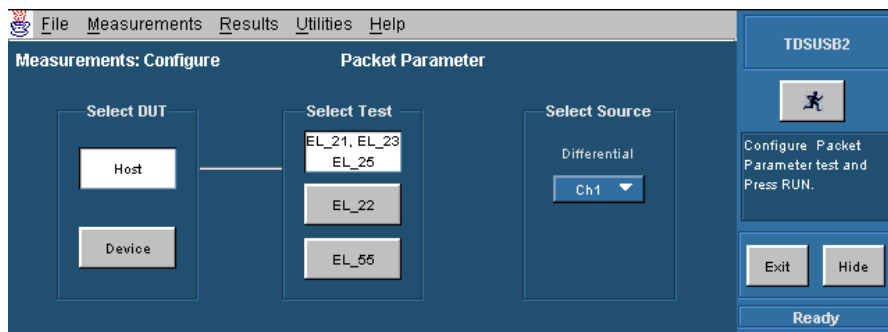 File Measurements Results Utilities Help
TDSUSB2
Measurements: Configure
Packet Parameter
Select DUT
Host
Device
Select Test
EL_21, EL_23
EL_25
EL_22
EL_55
Select Source
Differential
Ch1
Configure Packet
Parameter test and
Press RUN.
Exit
Hide
Ready